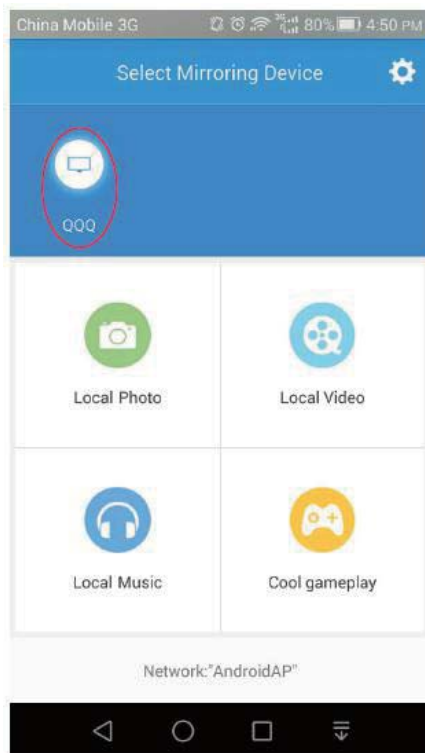 China Mobile 3G 3G 80% 4:50 PM
Select Mirroring Device
QQQ
Local Photo
Local Video
Local Music
Cool gameplay
Network:"AndroidAP"